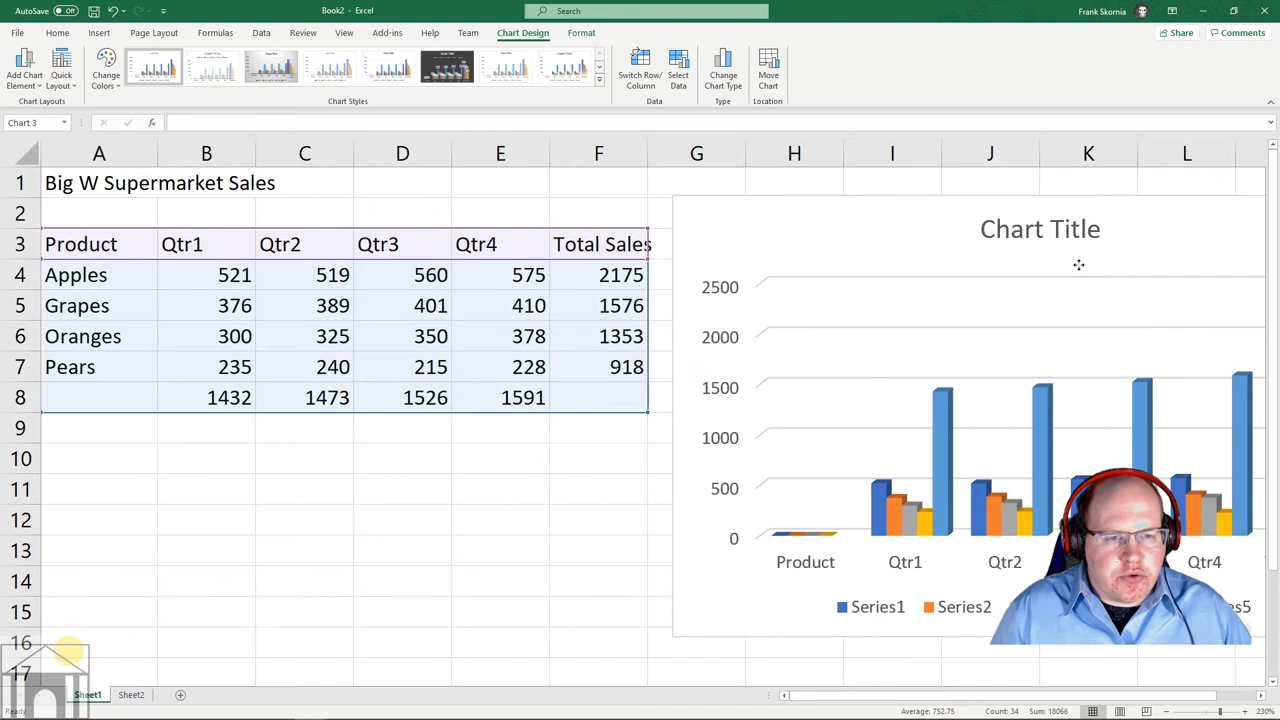 AutoSave Off Book2 - Excel Search Frank Skornia
File Home Insert Page Layout Formulas Data Review View Add-ins Help Team Chart Design Format Share Comments
Add Chart Element Quick Layout Change Colors Switch Row/ Column Select Data Change Chart Type Move Chart
Chart Layouts Chart Styles Data Type Location
Chart 3 fx
A B C D E F G H I J K L
1 Big W Supermarket Sales
2
3 Product Qtr1 Qtr2 Qtr3 Qtr4 Total Sales
4 Apples 521 519 560 575 2175
5 Grapes 376 389 401 410 1576
6 Oranges 300 325 350 378 1353
7 Pears 235 240 215 228 918
8 1432 1473 1526 1591
9
10
11
12
13
14
15
16
17
Chart Title
2500
2000
1500
1000
500
0
Product Qtr1 Qtr2 Qtr4
Series1 Series2 es5
Sheet1 Sheet2
Ready Average: 752.75 Count: 34 Sum: 18066 230%